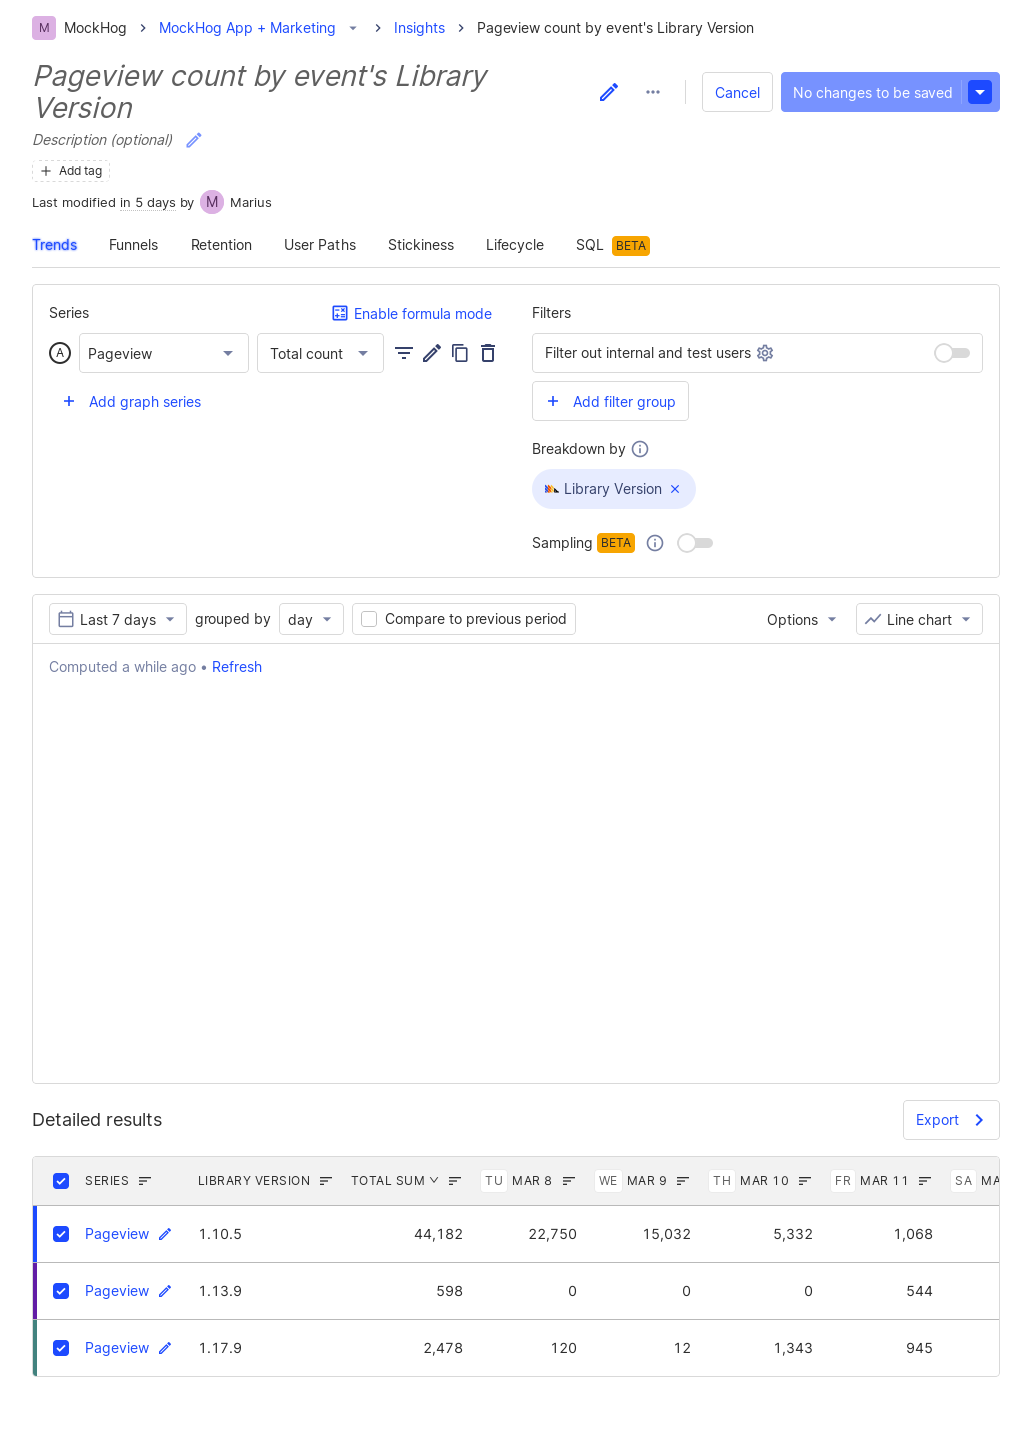 M MockHog > MockHog App + Marketing > Insights > Pageview count by event's Library Version
Pageview count by event's Library
Version
Cancel
No changes to be saved
Description (optional)
Add tag
Last modified in 5 days by M Marius
Trends Funnels Retention User Paths Stickiness Lifecycle SQL BETA
Series Enable formula mode
A Pageview Total count
Add graph series
Filters
Filter out internal and test users
Add filter group
Breakdown by
Library Version
Sampling BETA
Last 7 days grouped by day Compare to previous period Options Line chart
Computed a while ago • Refresh
Detailed results Export
SERIES LIBRARY VERSION TOTAL SUM TU MAR 8 WE MAR 9 TH MAR 10 FR MAR 11 SA MA
Pageview 1.10.5 44,182 22,750 15,032 5,332 1,068
Pageview 1.13.9 598 0 0 0 544
Pageview 1.17.9 2,478 120 12 1,343 945